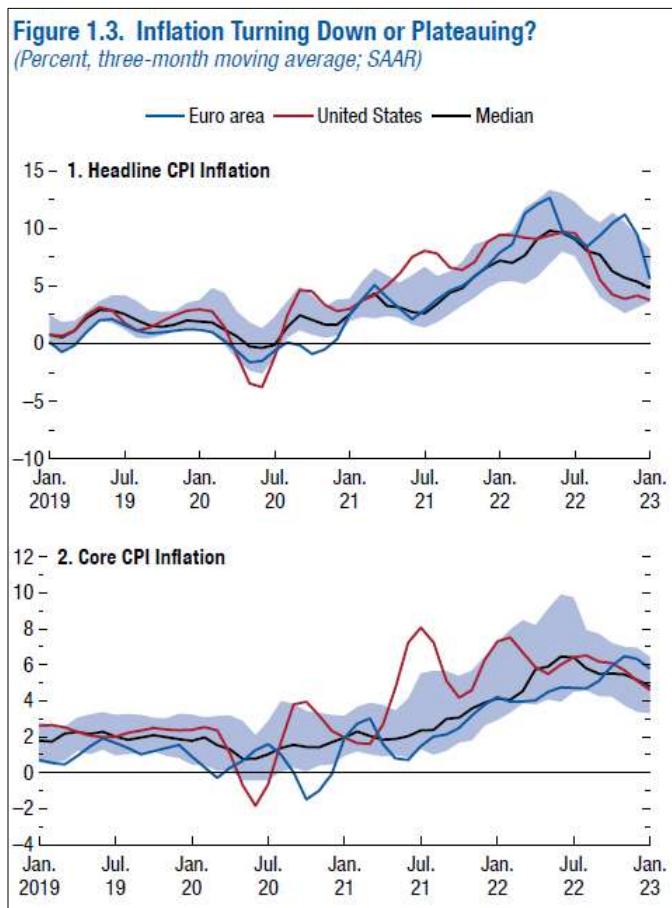 Figure 1.3. Inflation Turning Down or Plateauing?
(Percent, three-month moving average; SAAR)
Euro area United States Median
1. Headline CPI Inflation
15
10
5
0
–5
–10
Jan. Jul. Jan. Jul. Jan. Jul. Jan. Jul. Jan.
2019 19 20 20 21 21 22 22 23
2. Core CPI Inflation
12
10
8
6
4
2
0
–2
–4
Jan. Jul. Jan. Jul. Jan. Jul. Jan. Jul. Jan.
2019 19 20 20 21 21 22 22 23